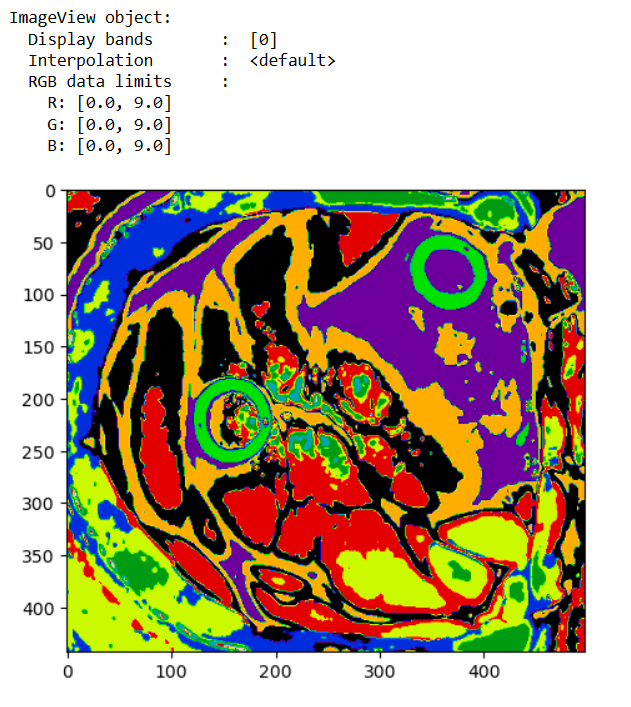 ImageView object:
Display bands : [0]
Interpolation : <default>
RGB data limits :
R: [0.0, 9.0]
G: [0.0, 9.0]
B: [0.0, 9.0]
0
50
100
150
200
250
300
350
400
0 100 200 300 400